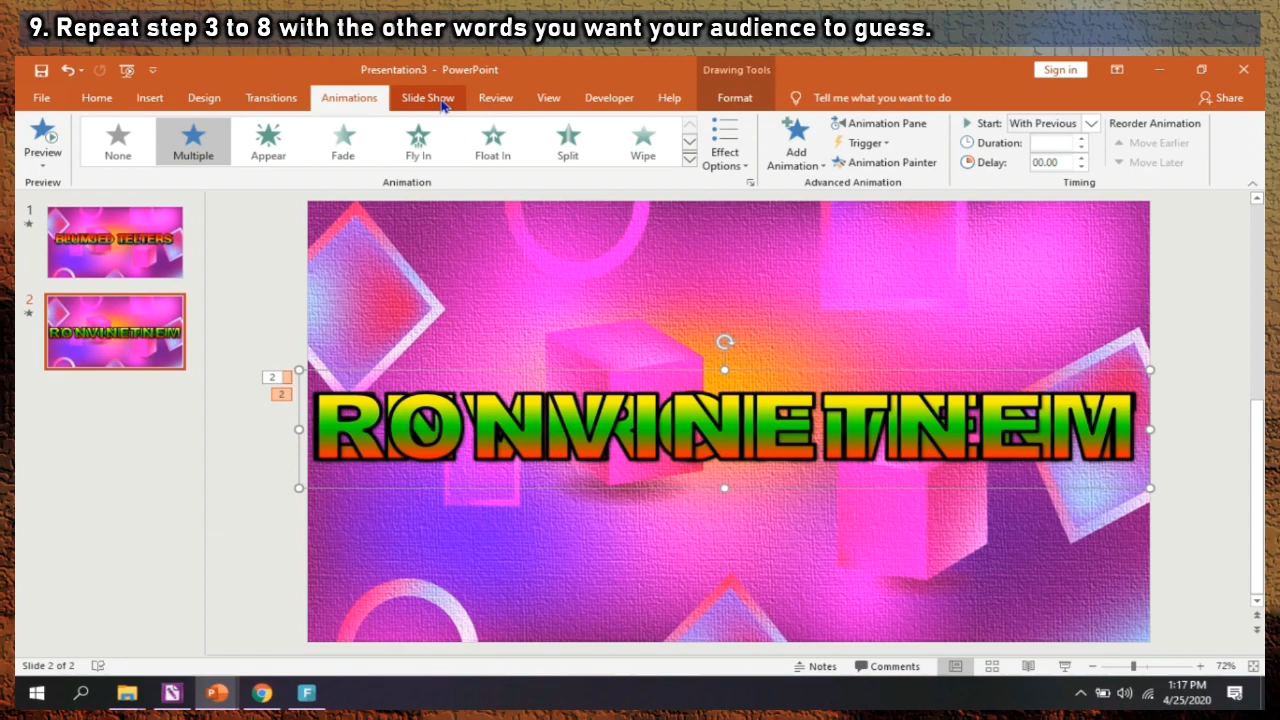 9. Repeat step 3 to 8 with the other words you want your audience to guess.
Presentation3 - PowerPoint
Drawing Tools
Sign in
File Home Insert Design Transitions Animations Slide Show Review View Developer Help Format Tell me what you want to do Share
Preview
None Multiple Appear Fade Fly In Float In Split Wipe
Effect Options
Add Animation
Animation Pane
Trigger
Animation Painter
Start: With Previous
Duration:
Delay: 00.00
Reorder Animation
Move Earlier
Move Later
Preview Animation Advanced Animation Timing
1
2
RONVINETNEM
2
2
RONVINETNEM
Slide 2 of 2
Notes Comments 72%
1:17 PM
4/25/2020